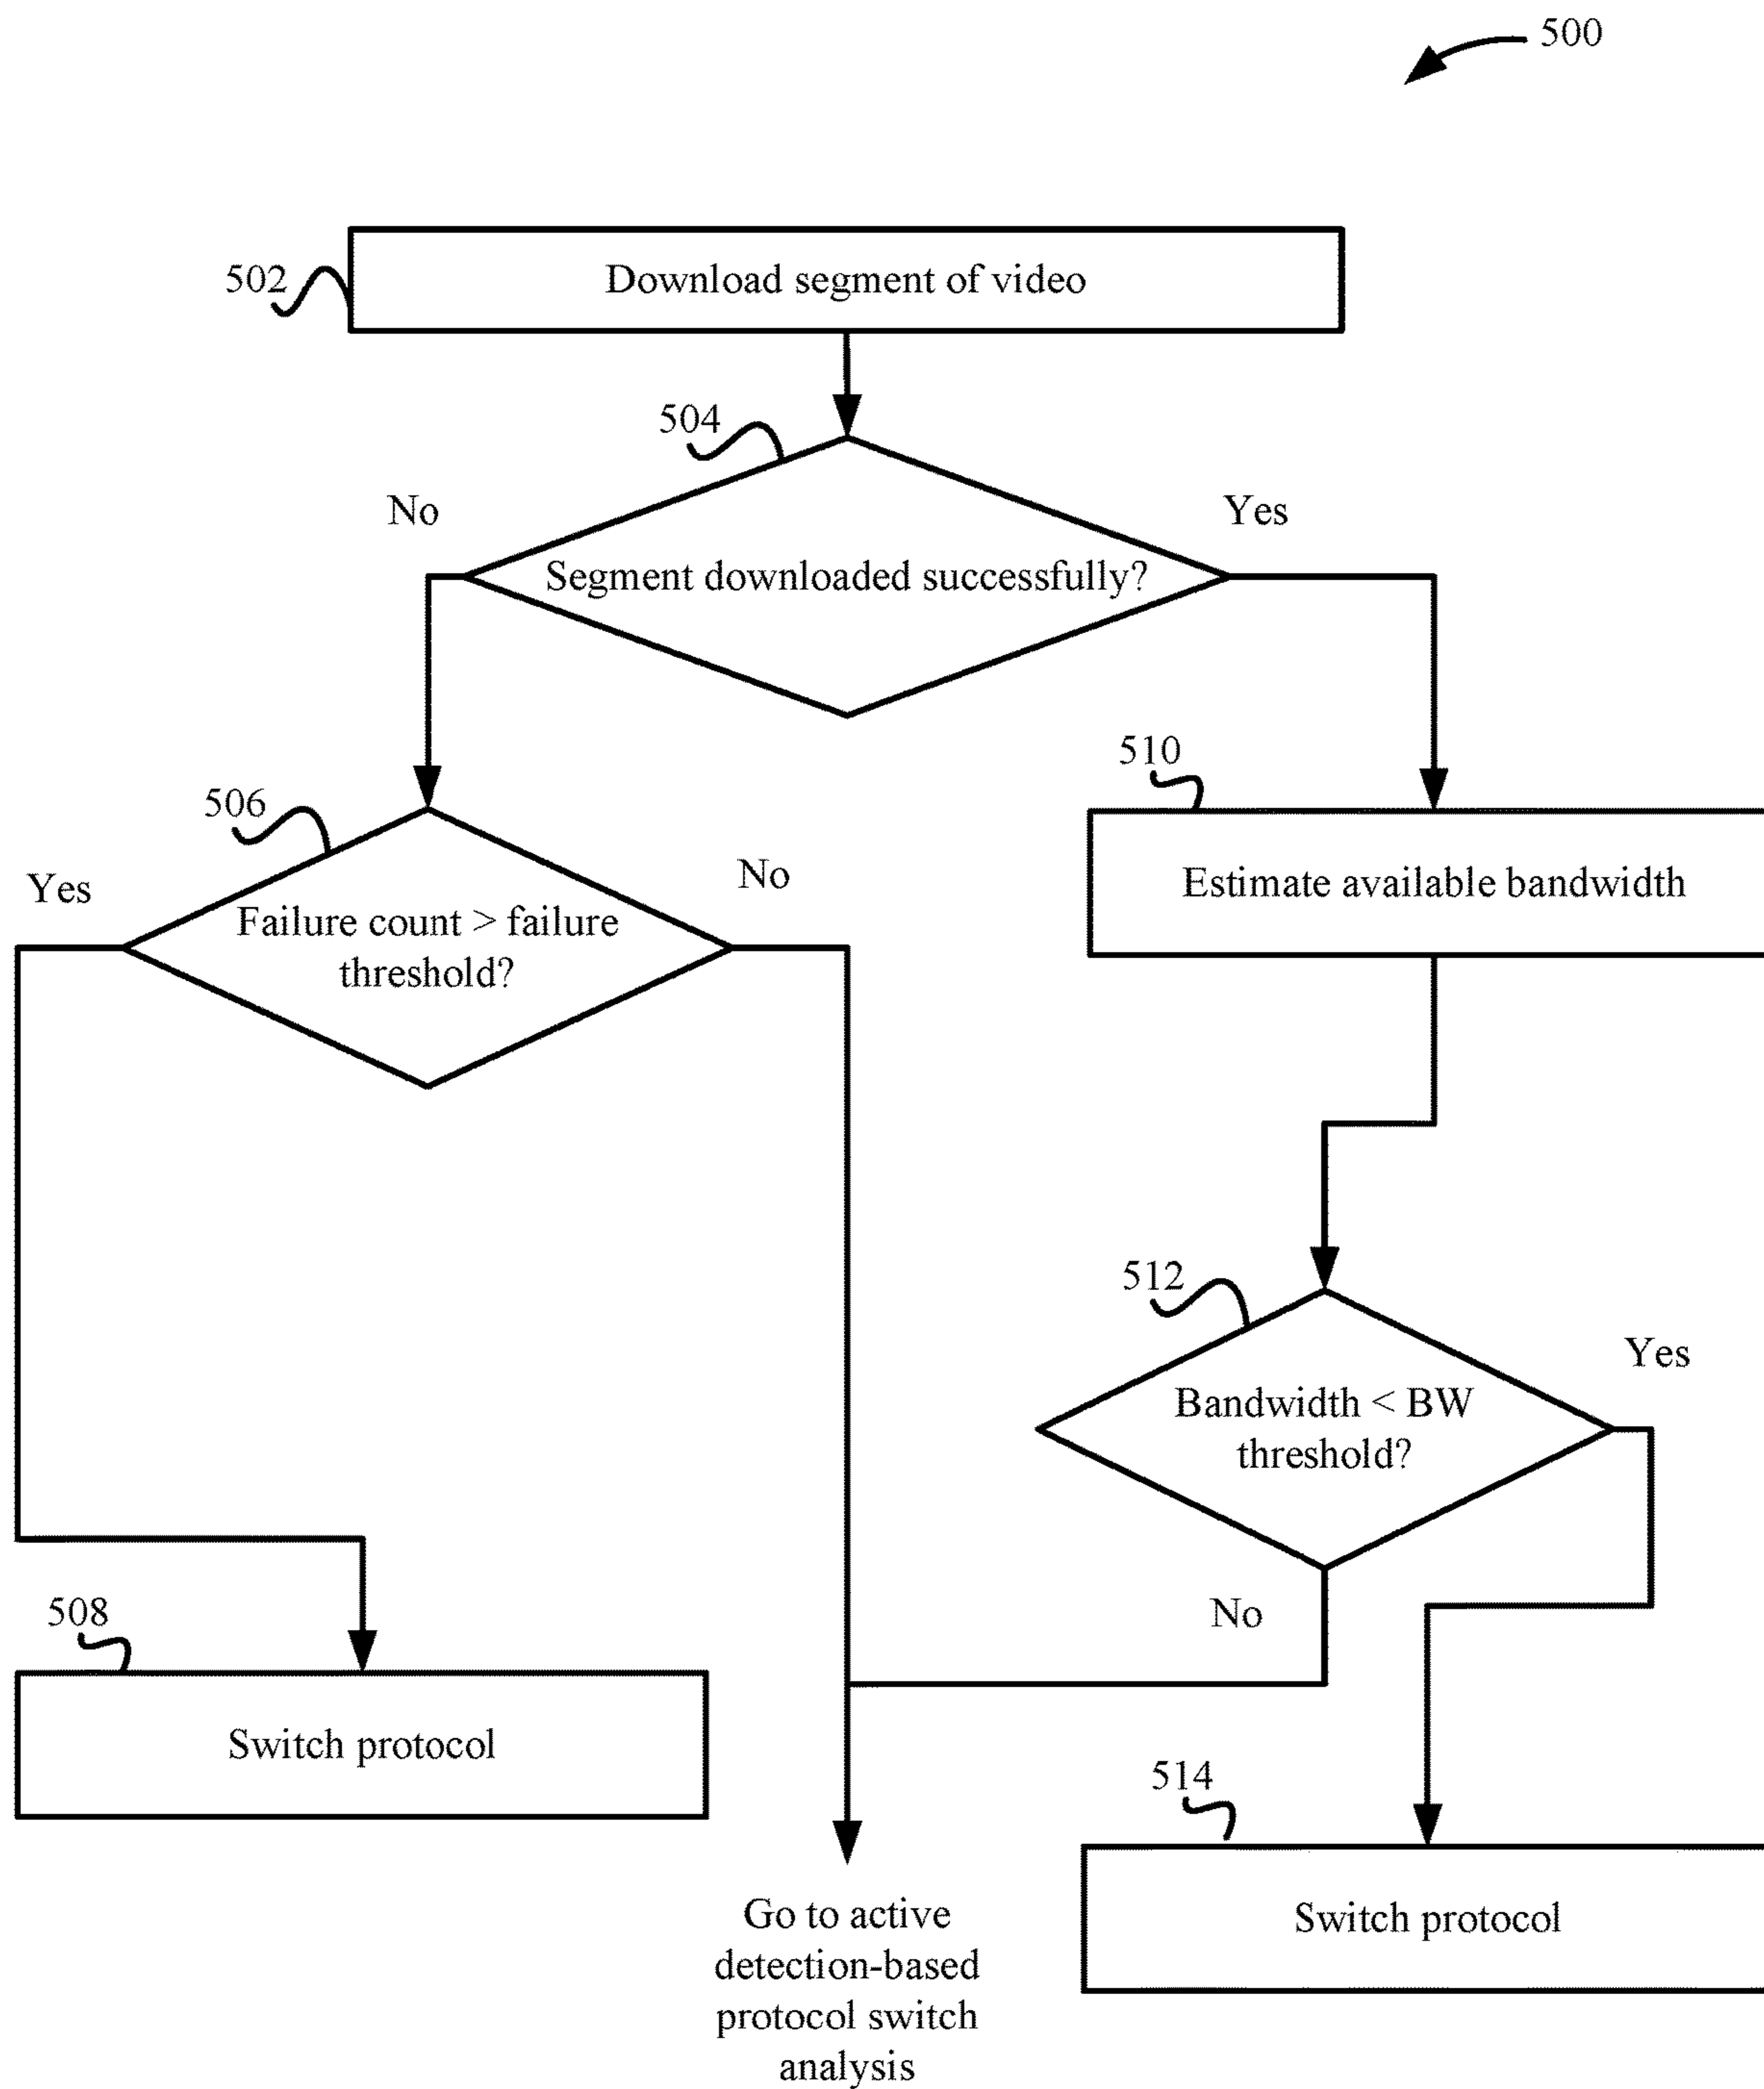 500
502
Download segment of video
504
No
Yes
Segment downloaded successfully?
506
510
Yes
No
Failure count > failure
threshold?
Estimate available bandwidth
512
Yes
Bandwidth < BW
threshold?
508
No
Switch protocol
514
Go to active
detection-based
protocol switch
analysis
Switch protocol